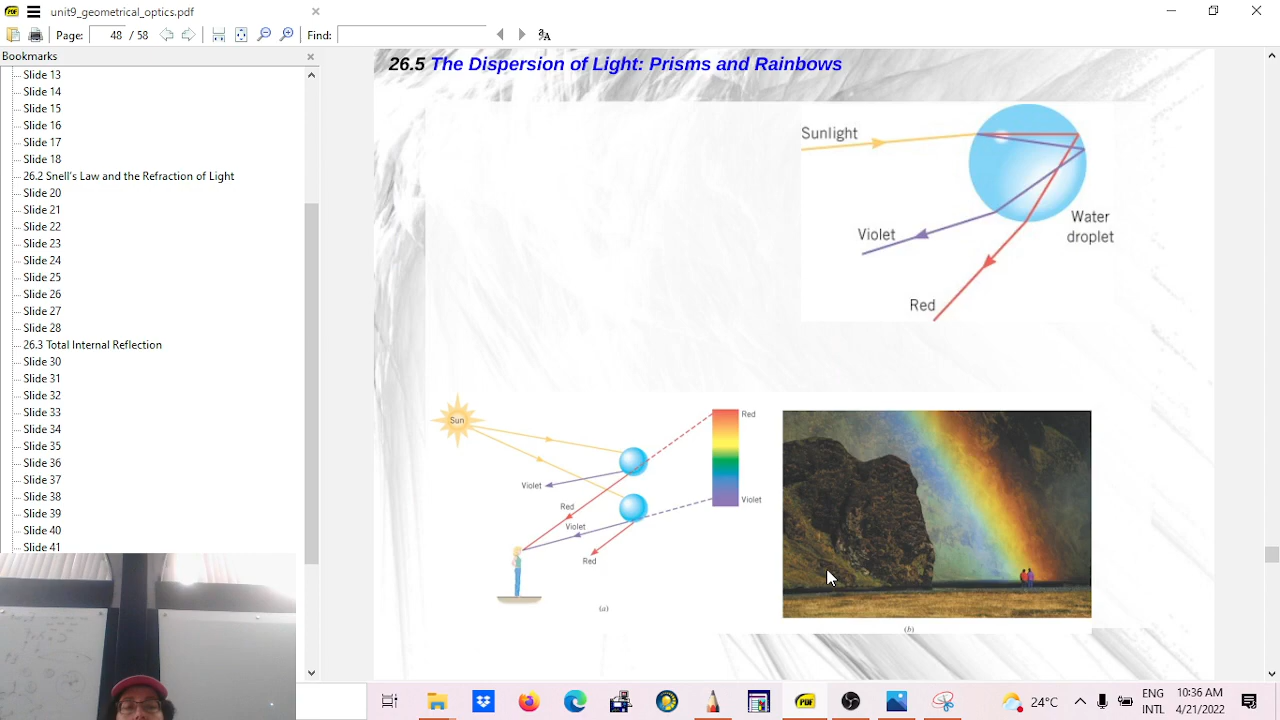 unit9_geometrical_optics.pdf
Page: 48 / 58
Find:
Bookmarks
Slide 13
Slide 14
Slide 15
Slide 16
Slide 17
Slide 18
26.2 Snell's Law and the Refraction of Light
Slide 20
Slide 21
Slide 22
Slide 23
Slide 24
Slide 25
Slide 26
Slide 27
Slide 28
26.3 Total Internal Reflection
Slide 30
Slide 31
Slide 32
Slide 33
Slide 34
Slide 35
Slide 36
Slide 37
Slide 38
Slide 39
Slide 40
Slide 41
26.5 The Dispersion of Light: Prisms and Rainbows
Sunlight
Water
droplet
Violet
Red
Sun
Red
Violet
Violet
Red
Violet
Red
(a)
(b)
PDF
24°C
ENG
INTL
10:30 AM
4/21/2022